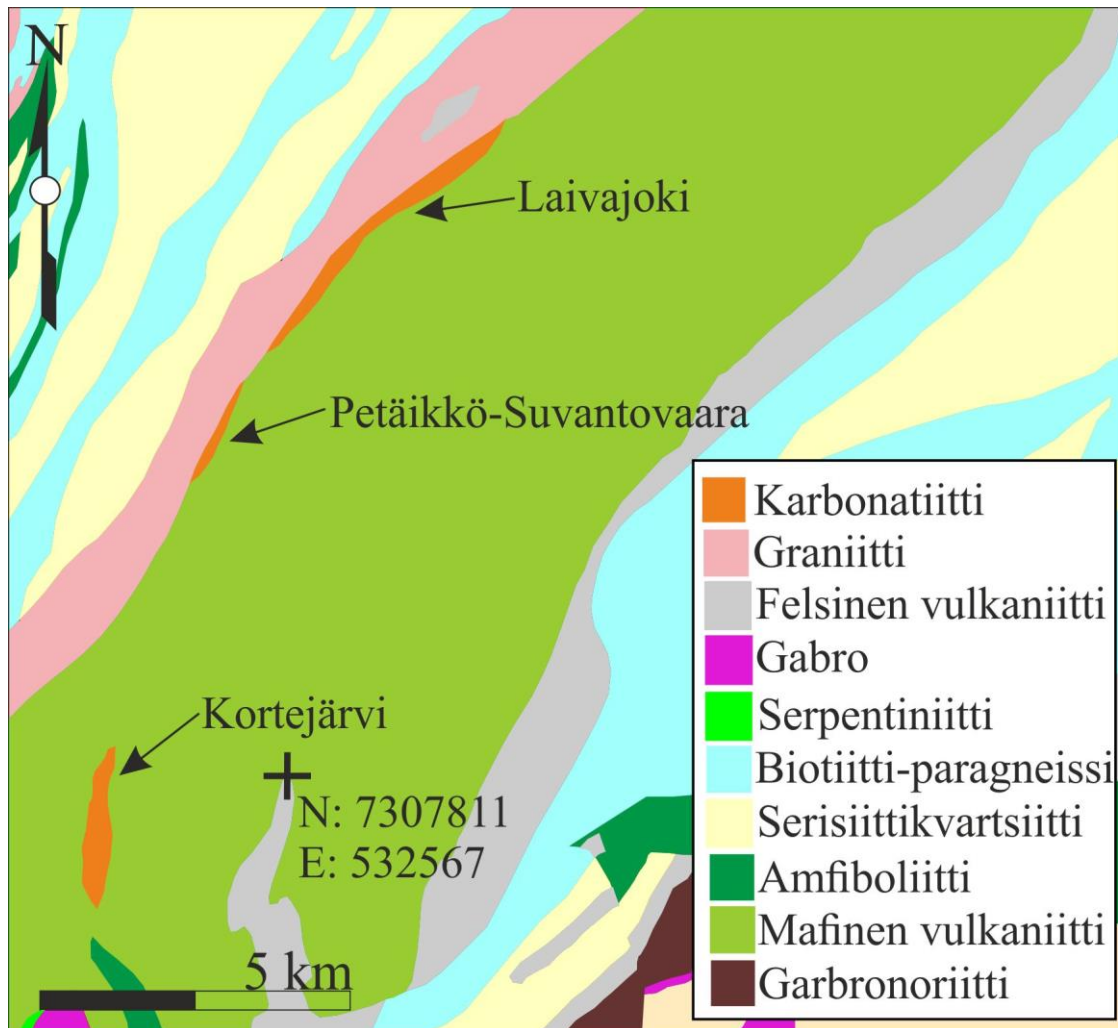 N
Laivajoki
Petäikkö-Suvantovaara
Kortejärvi
N: 7307811
E: 532567
5 km
Karbonatiitti
Graniitti
Felsinen vulkaniitti
Gabro
Serpentiniitti
Biotiitti-paragneissi
Serisiittikvartsiitti
Amfiboliitti
Mafinen vulkaniitti
Garbronoriitti